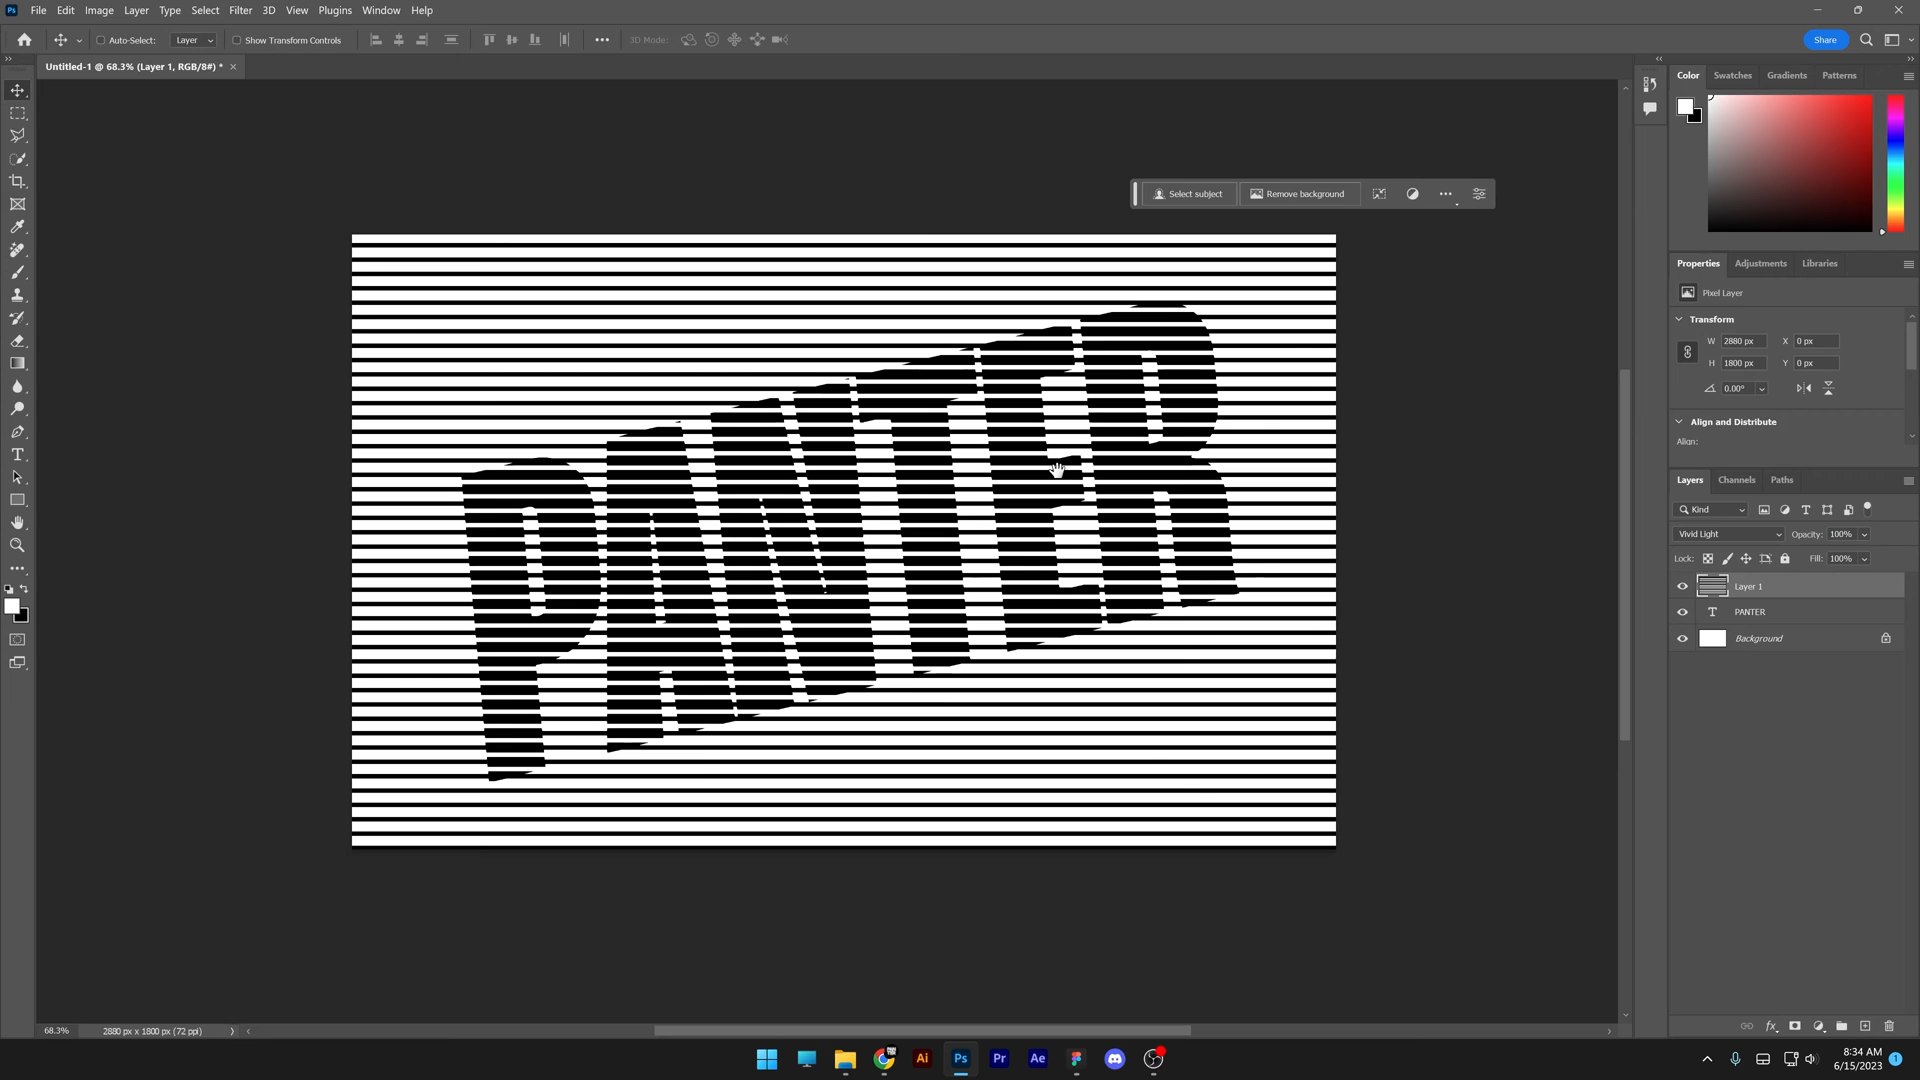 Ps File Edit Image Layer Type Select Filter 3D View Plugins Window Help
Auto-Select: Layer Show Transform Controls 3D Mode: Share
Untitled-1 @ 68.3% (Layer 1, RGB/8#) *
Color Swatches Gradients Patterns
Select subject Remove background
PANTER
Properties Adjustments Libraries
Pixel Layer
Transform
W 2880 px X 0 px
H 1800 px Y 0 px
0.00°
Align and Distribute
Align:
Layers Channels Paths
Kind
Vivid Light Opacity: 100%
Lock: Fill: 100%
Layer 1
T PANTER
Background
68.3% 2880 px x 1800 px (72 ppi)
fx
Ai Ps Pr Ae
8:34 AM
6/15/2023 1